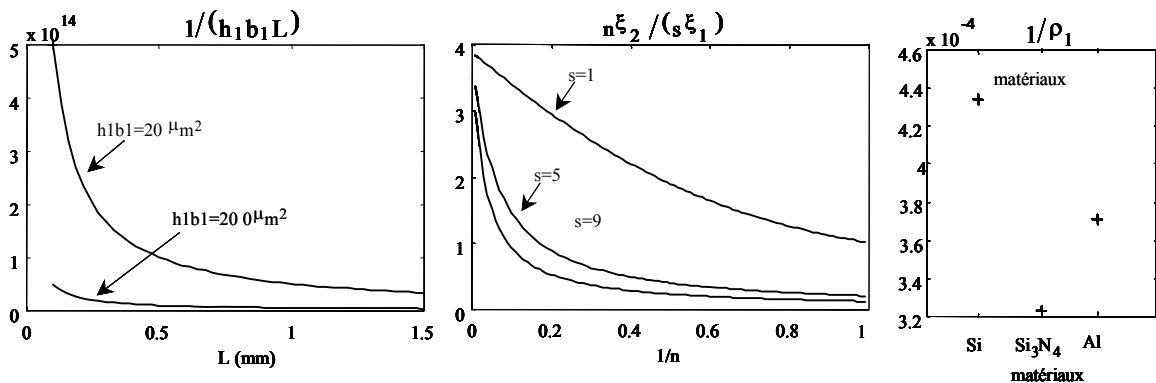 1/(h₁b₁L)
x 10¹⁴
5
4
3
2
1
0
h1b1=20 μm²
h1b1=20 0μm²
0
0.5
1
1.5
L (mm)
nξ₂/(sξ₁)
4
3
2
1
0
s=1
s=5
s=9
0
0.2
0.4
0.6
0.8
1
1/n
1/ρ₁
x 10⁻⁴
4.6
4.4
4.2
4
3.8
3.6
3.4
3.2
matériaux
Si
Si₃N₄
Al
matériaux